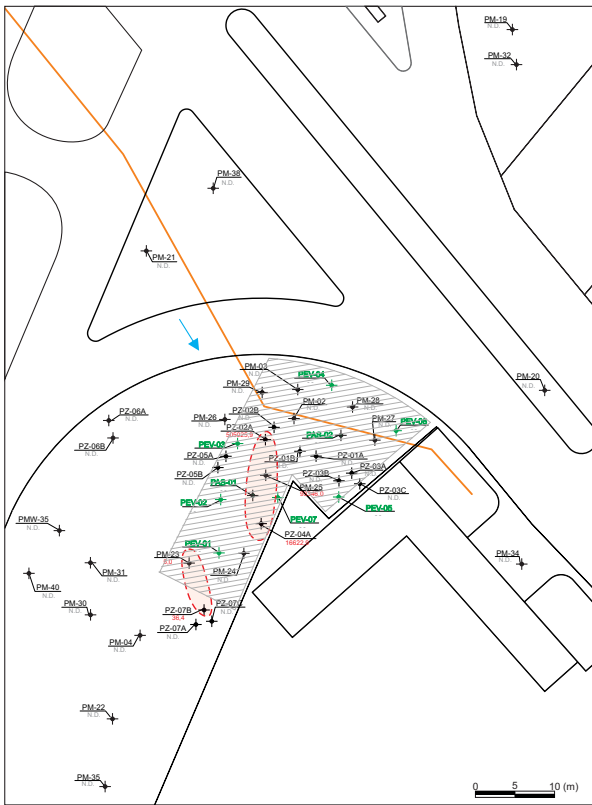 PM-19
N.D.
PM-32
N.D.
PM-38
N.D.
PM-21
N.D.
PM-03
N.D.
PEV-04
PM-20
N.D.
PM-29
N.D.
PM-28
N.D.
PZ-06A
N.D.
PM-26
N.D.
PZ-02B
N.D.
PM-02
N.D.
PM-27
N.D.
PEV-06
PZ-02A
PAS-02
PZ-06B
N.D.
PEV-03
PZ-05A
N.D.
PZ-01B
N.D.
PZ-01A
N.D.
PZ-05B
N.D.
PZ-03B
N.D.
PZ-03A
N.D.
PAS-01
PM-25
PZ-03C
N.D.
PEV-02
PEV-07
PEV-05
PMW-35
N.D.
PZ-04A
PEV-01
PM-23
5,0
PM-24
N.D.
PM-34
N.D.
PM-40
N.D.
PM-31
N.D.
PM-30
N.D.
PZ-07B
36,4
PZ-07C
N.D.
PZ-07A
N.D.
PM-04
N.D.
PM-22
N.D.
PM-35
N.D.
0 5 10 (m)